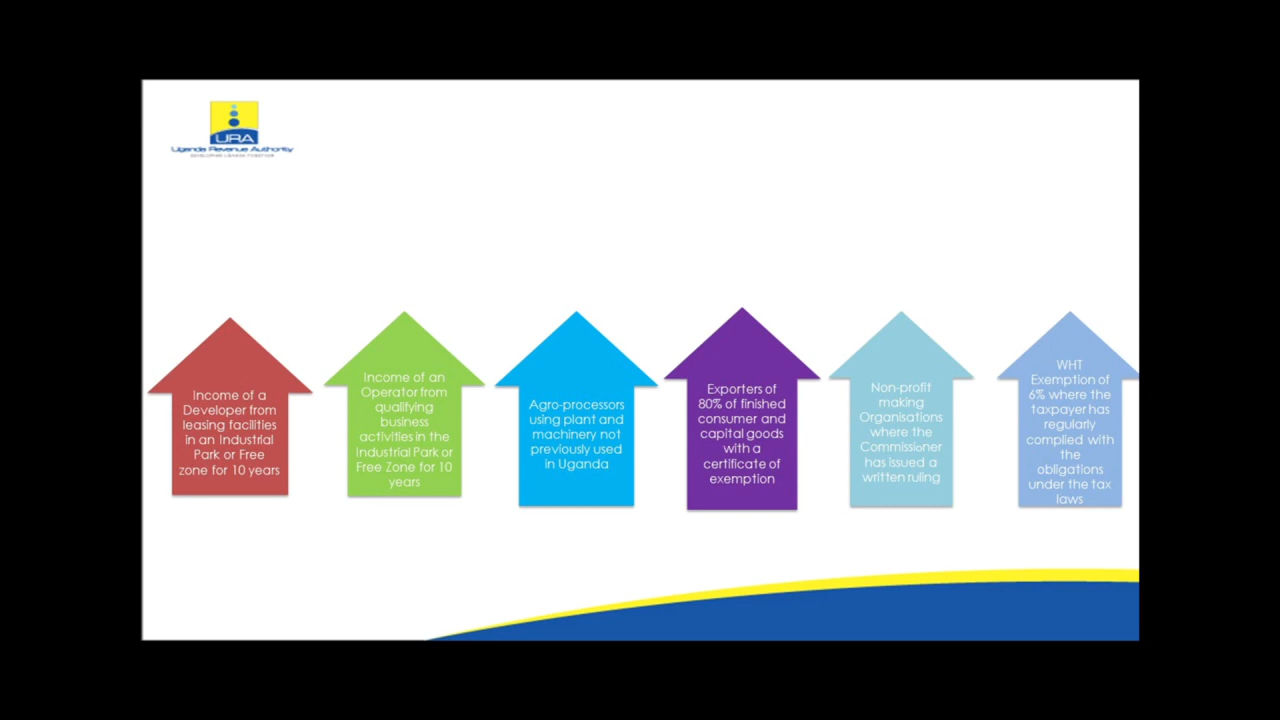 URA
Uganda Revenue Authority
DEVELOPING UGANDA TOGETHER
Income of a
Developer from
leasing facilities
in an Industrial
Park or Free
zone for 10 years
Income of an
Operator from
qualifying
business
activities in the
Industrial Park or
Free Zone for 10
years
Agro-processors
using plant and
machinery not
previously used
in Uganda
Exporters of
80% of finished
consumer and
capital goods
with a
certificate of
exemption
Non-profit
making
Organisations
where the
Commissioner
has issued a
written ruling
WHT
Exemption of
6% where the
taxpayer has
regularly
complied with
the
obligations
under the tax
laws